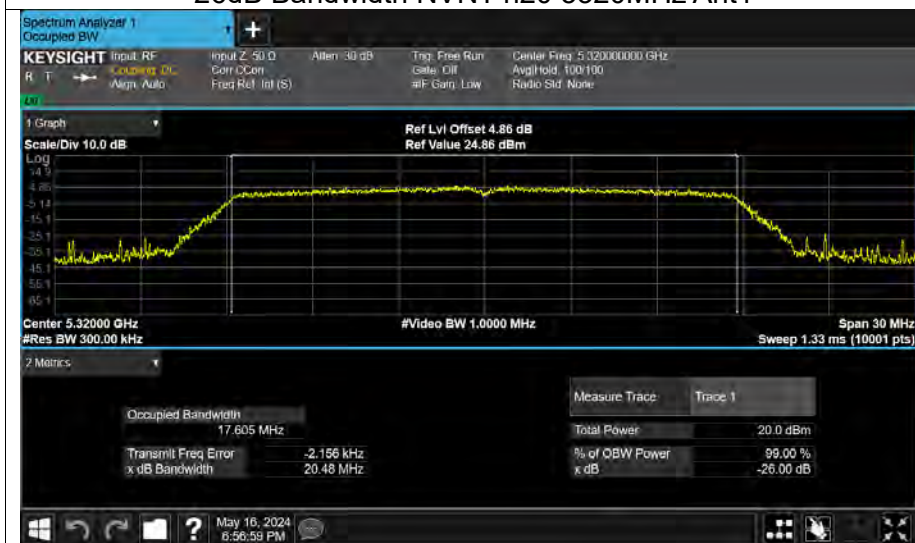 Spectrum Analyzer 1
Occupied BW
KEYSIGHT Input: RF
R T
Coupling: DC
Align: Auto
Input Z: 50 Ω
Corr CCorr
Freq Ref: Int (S)
Atten: 30 dB
Trig: Free Run
Gate: Off
#IF Gain: Low
Center Freq: 5.320000000 GHz
Avg|Hold: 100/100
Radio Std: None
1 Graph
Scale/Div 10.0 dB
Ref Lvl Offset 4.86 dB
Ref Value 24.86 dBm
Log
14.9
4.86
-5.14
-15.1
-25.1
-35.1
-45.1
-55.1
-65.1
Center 5.32000 GHz
#Res BW 300.00 kHz
#Video BW 1.0000 MHz
Span 30 MHz
Sweep 1.33 ms (10001 pts)
2 Metrics
Occupied Bandwidth
17.605 MHz
Transmit Freq Error -2.156 kHz
x dB Bandwidth 20.48 MHz
Measure Trace Trace 1
Total Power 20.0 dBm
% of OBW Power 99.00 %
x dB -26.00 dB
May 16, 2024
6:56:59 PM